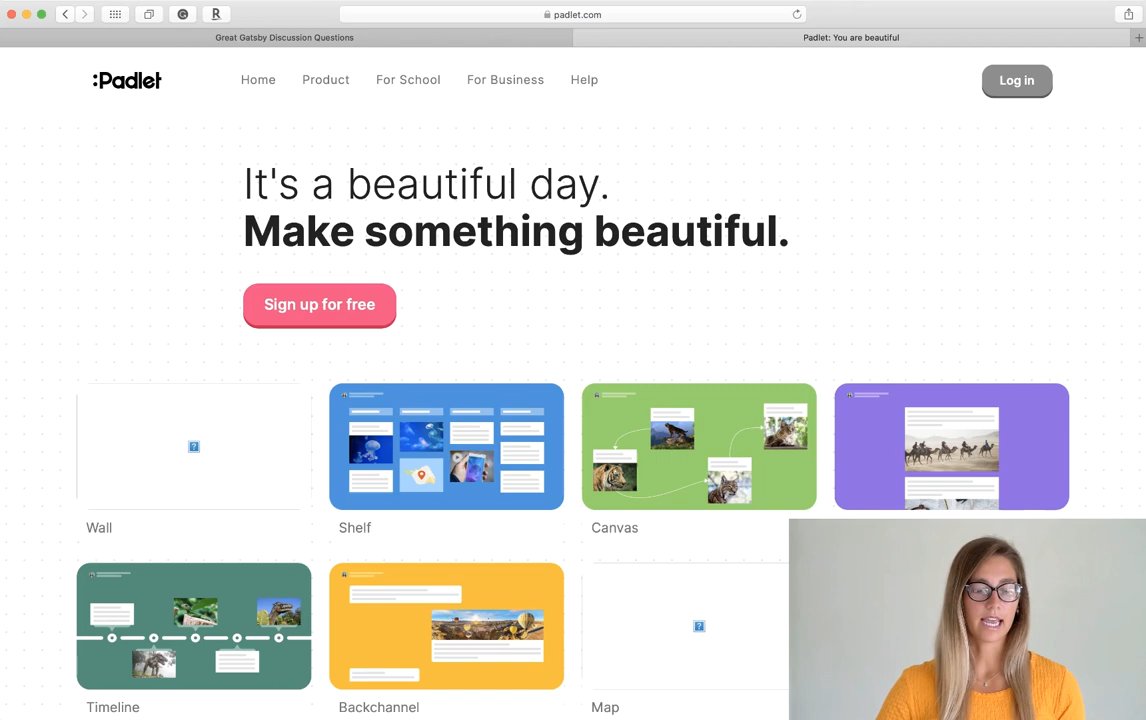 padlet.com
Great Gatsby Discussion Questions
Padlet: You are beautiful
:Padlet
Home
Product
For School
For Business
Help
Log in
It's a beautiful day.
Make something beautiful.
Sign up for free
Wall
Shelf
Canvas
Timeline
Backchannel
Map